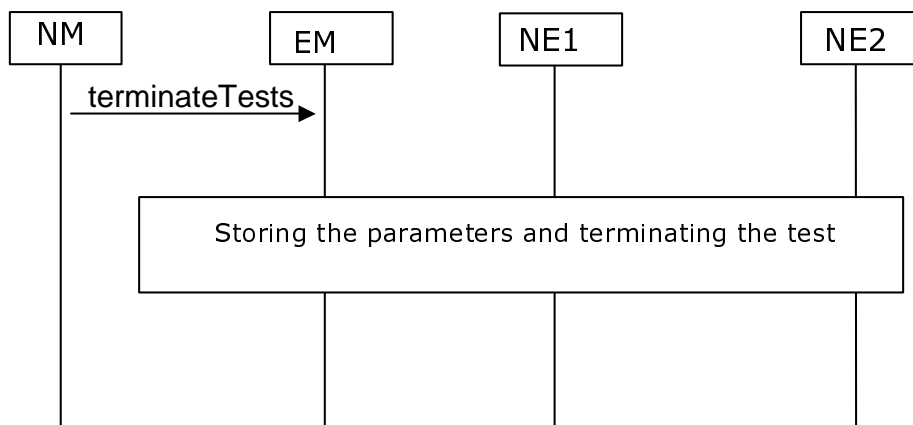 NM
EM
NE1
NE2
terminateTests
Storing the parameters and terminating the test